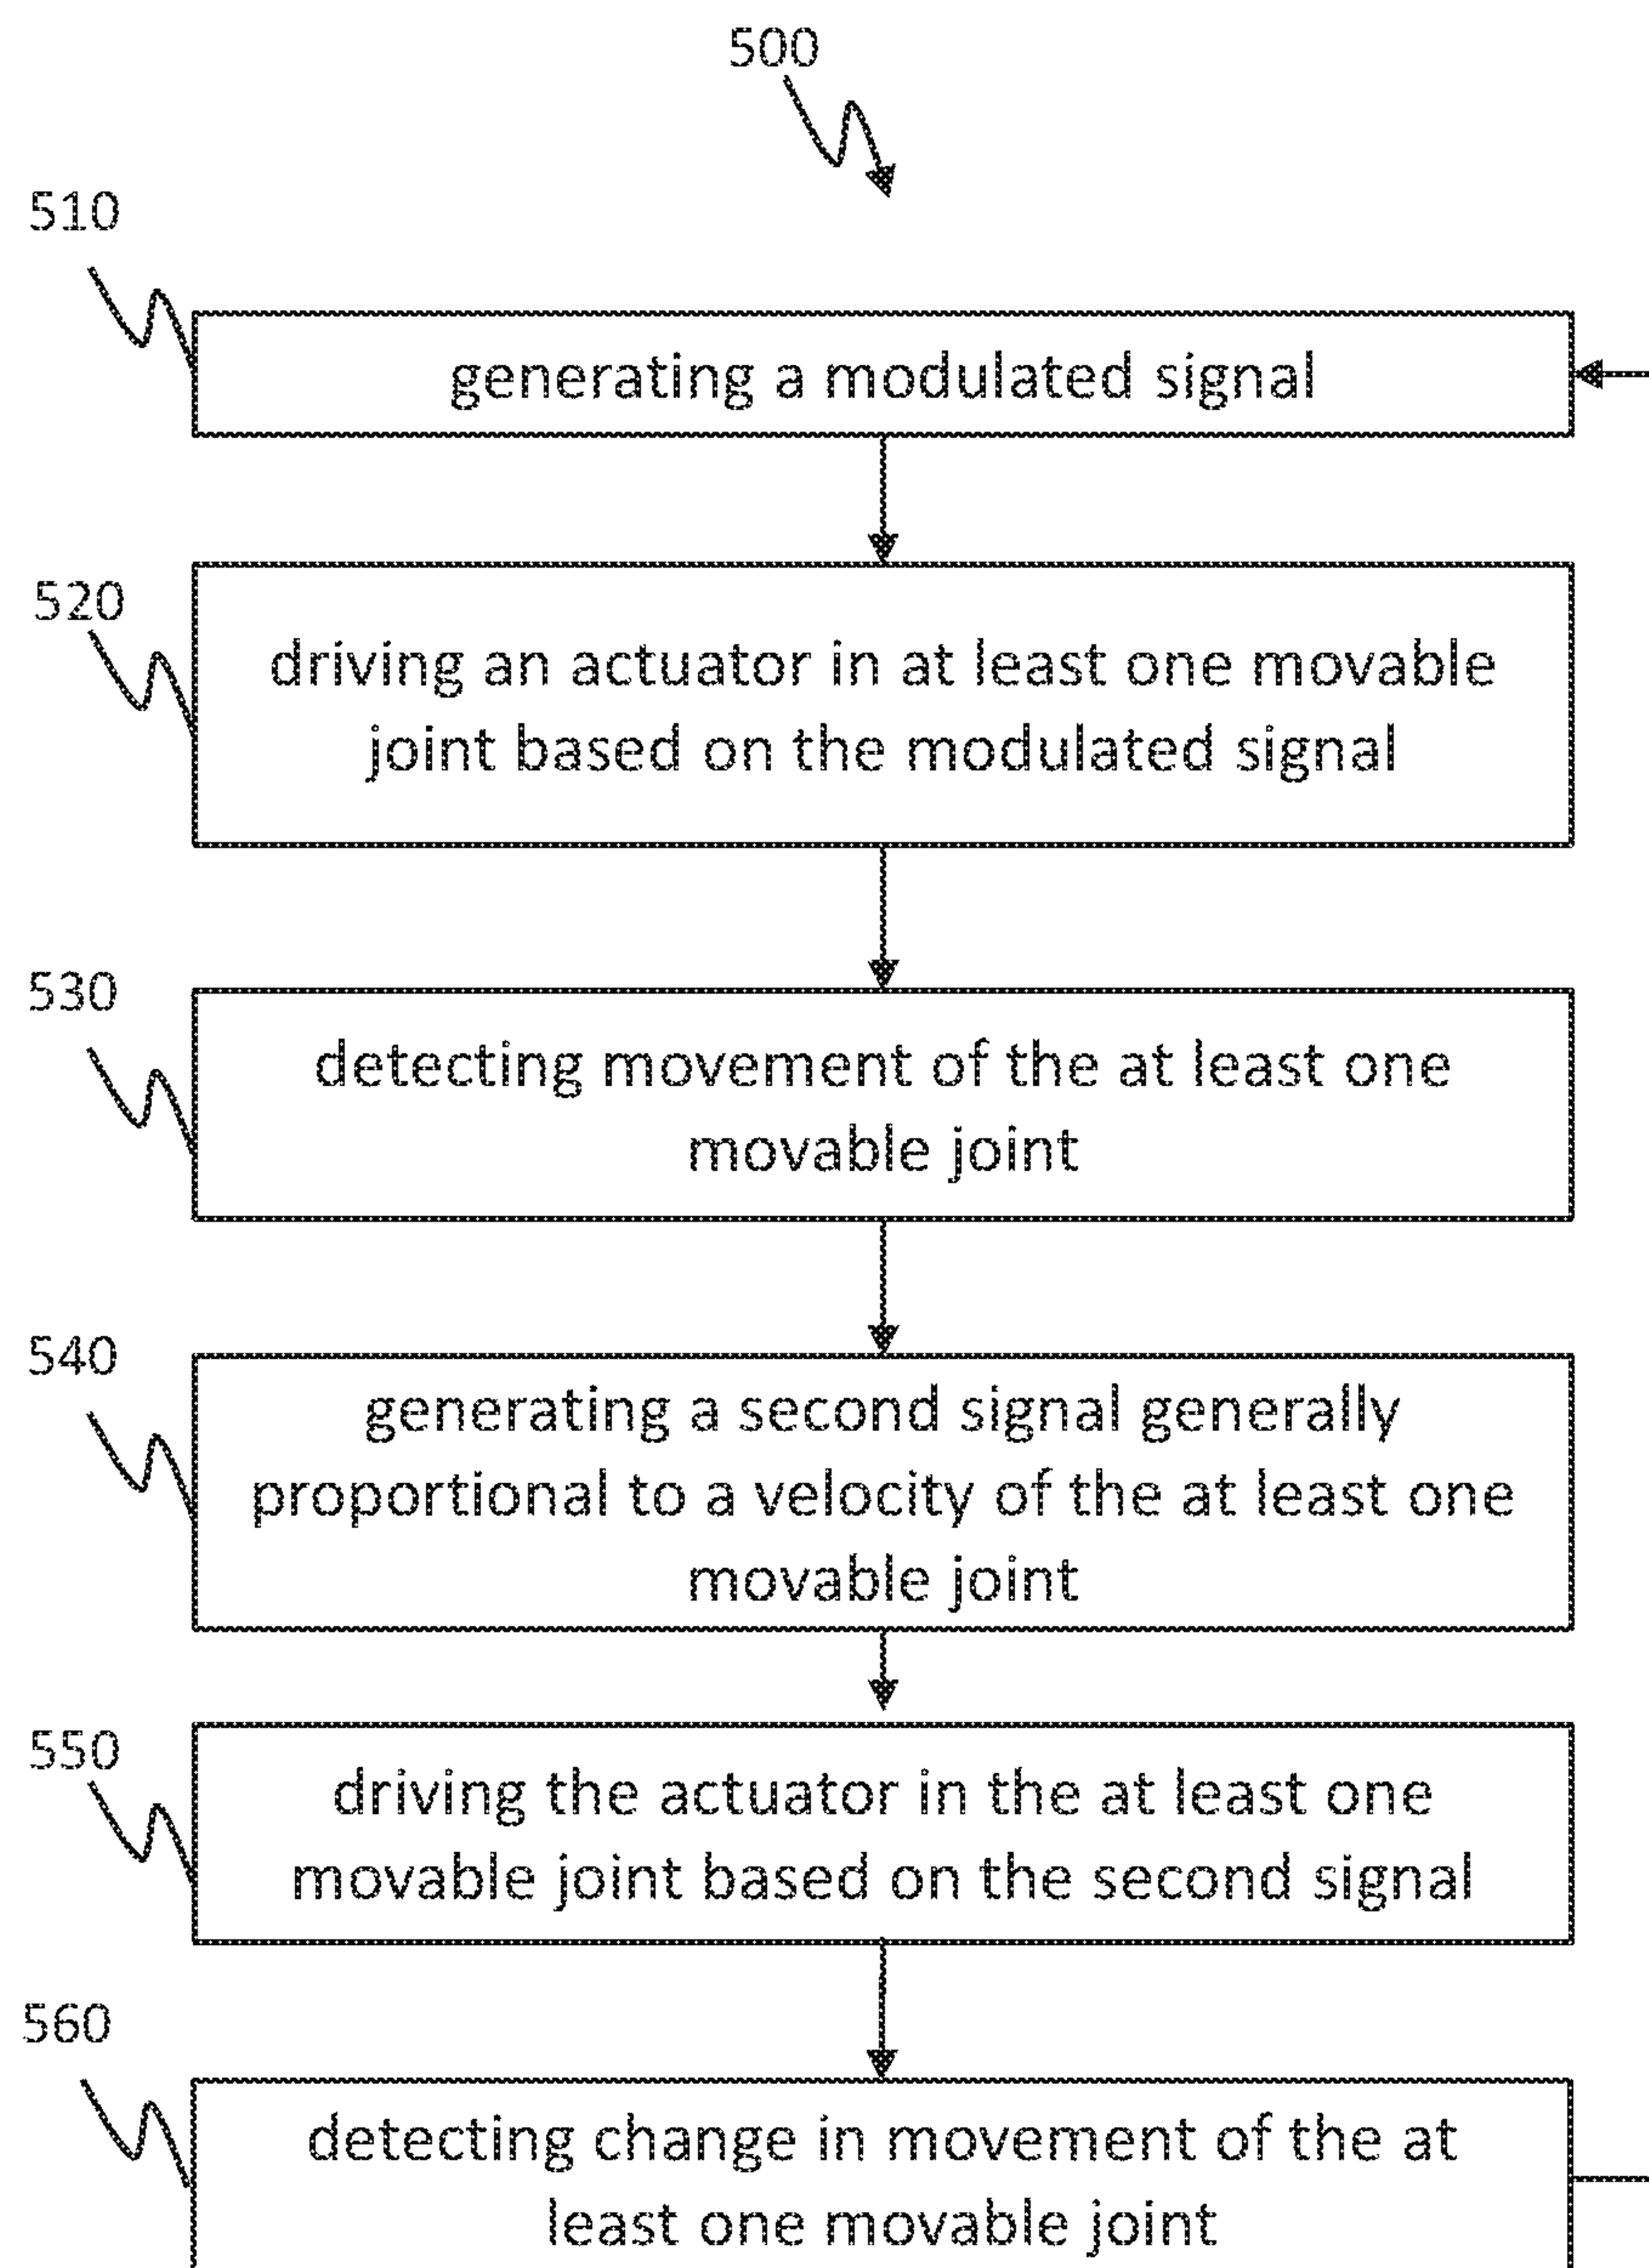 500
510
generating a modulated signal
520
driving an actuator in at least one movable
joint based on the modulated signal
530
detecting movement of the at least one
movable joint
540
generating a second signal generally
proportional to a velocity of the at least one
movable joint
550
driving the actuator in the at least one
movable joint based on the second signal
560
detecting change in movement of the at
least one movable joint